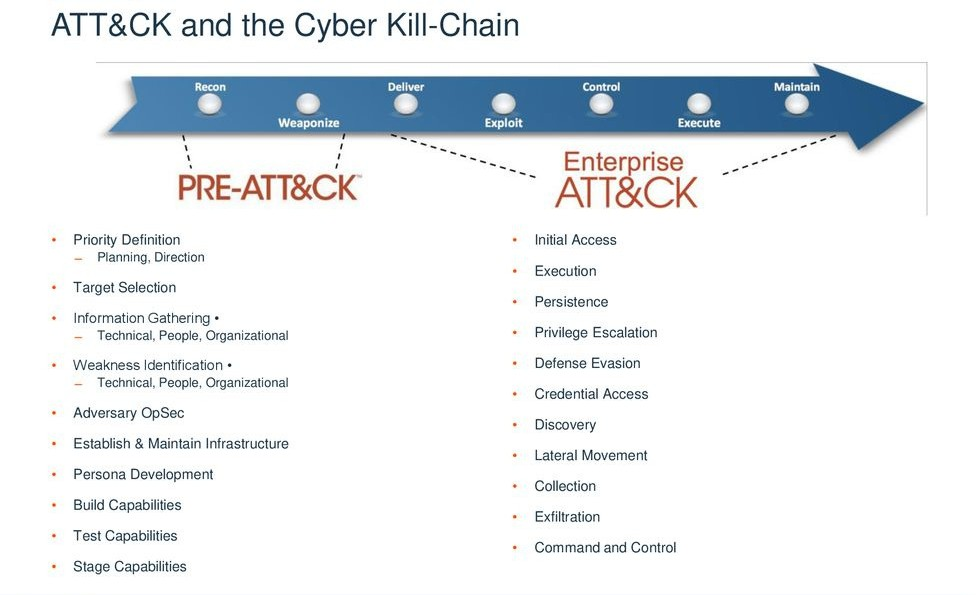 ATT&CK and the Cyber Kill-Chain
Recon
Weaponize
Deliver
Exploit
Control
Execute
Maintain
PRE-ATT&CK™
Enterprise
ATT&CK
• Priority Definition
– Planning, Direction
• Target Selection
• Information Gathering •
– Technical, People, Organizational
• Weakness Identification •
– Technical, People, Organizational
• Adversary OpSec
• Establish & Maintain Infrastructure
• Persona Development
• Build Capabilities
• Test Capabilities
• Stage Capabilities
• Initial Access
• Execution
• Persistence
• Privilege Escalation
• Defense Evasion
• Credential Access
• Discovery
• Lateral Movement
• Collection
• Exfiltration
• Command and Control